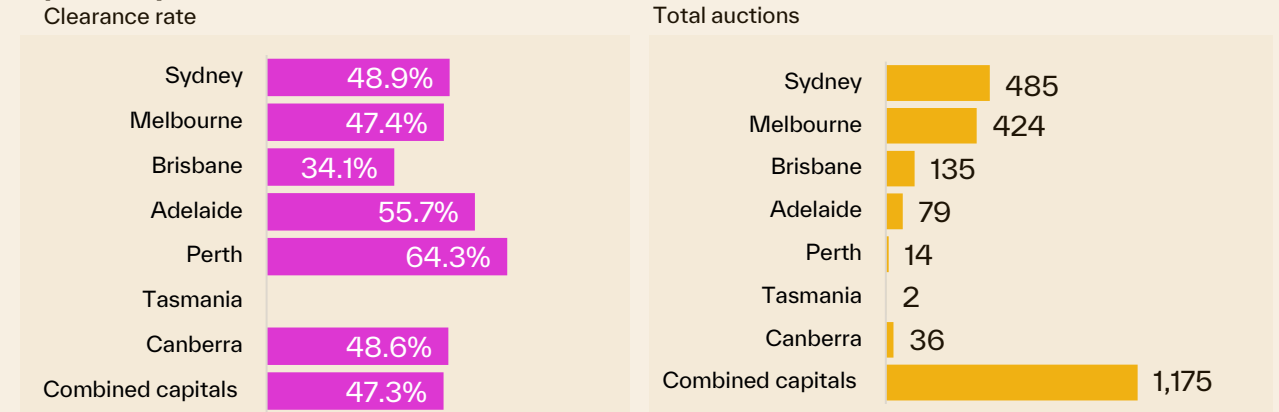 Clearance rate
Sydney 48.9%
Melbourne 47.4%
Brisbane 34.1%
Adelaide 55.7%
Perth 64.3%
Tasmania
Canberra 48.6%
Combined capitals 47.3%
Total auctions
Sydney 485
Melbourne 424
Brisbane 135
Adelaide 79
Perth 14
Tasmania 2
Canberra 36
Combined capitals 1,175